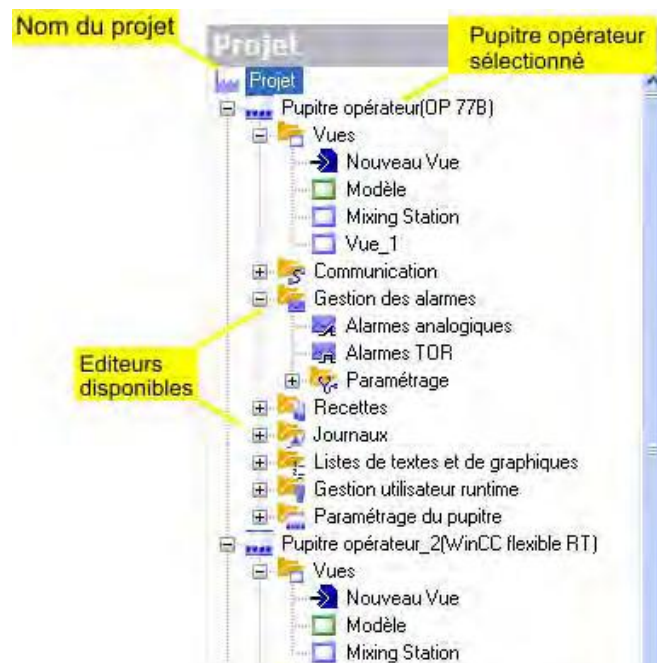 Nom du projet
Projet
Pupitre opérateur
sélectionné
Projet
Pupitre opérateur(OP 77B)
Vues
Nouveau Vue
Modèle
Mixing Station
Vue_1
Communication
Gestion des alarmes
Alarmes analogiques
Alarmes TOR
Paramétrage
Editeurs
disponibles
Recettes
Journaux
Listes de textes et de graphiques
Gestion utilisateur runtime
Paramétrage du pupitre
Pupitre opérateur_2(WinCC flexible RT)
Vues
Nouveau Vue
Modèle
Mixing Station